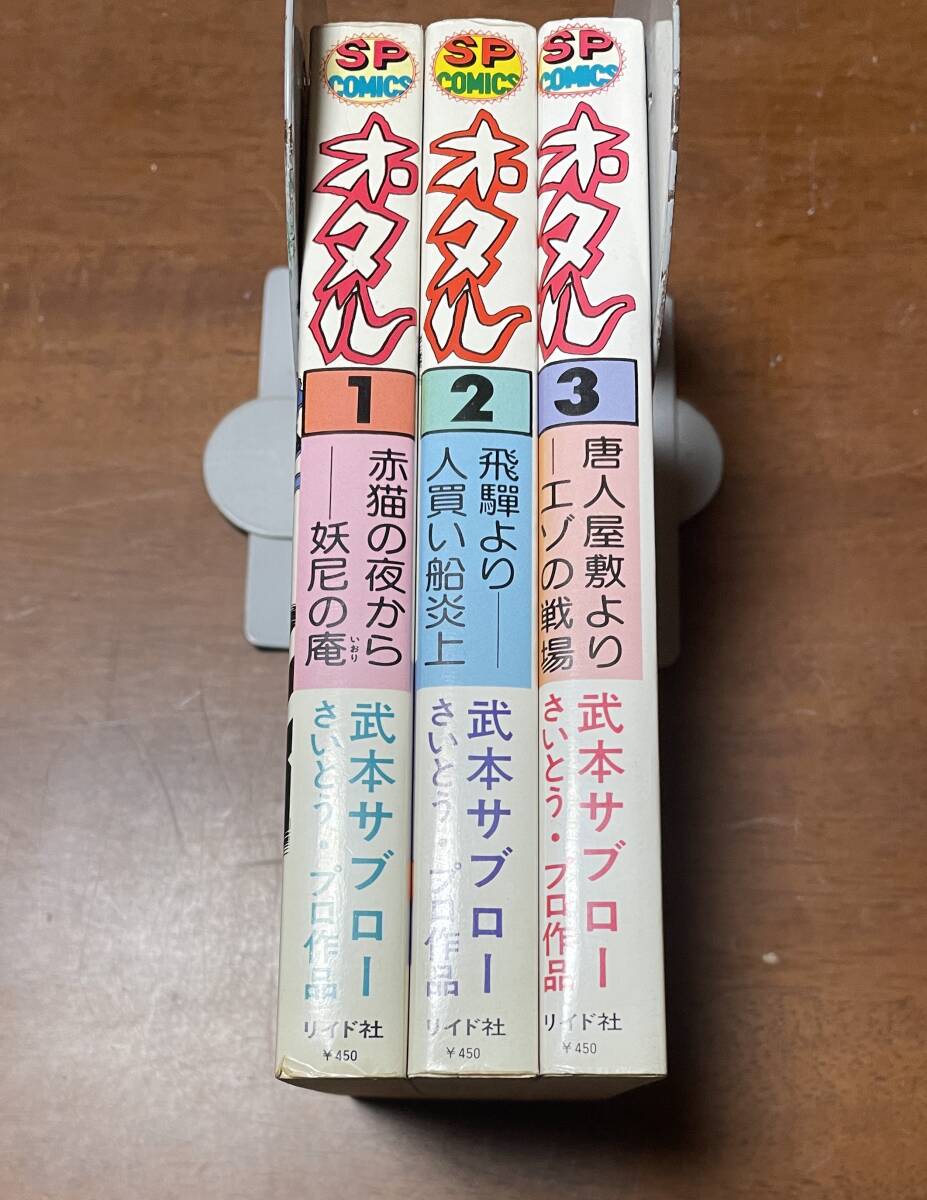 SP
COMICS
ホタル
1
赤猫の夜から
――妖尼の庵
いおり
武本サブロー
さいとう・プロ作品
リイド社
¥450
SP
COMICS
ホタル
2
飛驒より――
人買い船炎上
武本サブロー
さいとう・プロ作品
リイド社
¥450
SP
COMICS
ホタル
3
唐人屋敷より
―エゾの戦場
武本サブロー
さいとう・プロ作品
リイド社
¥450